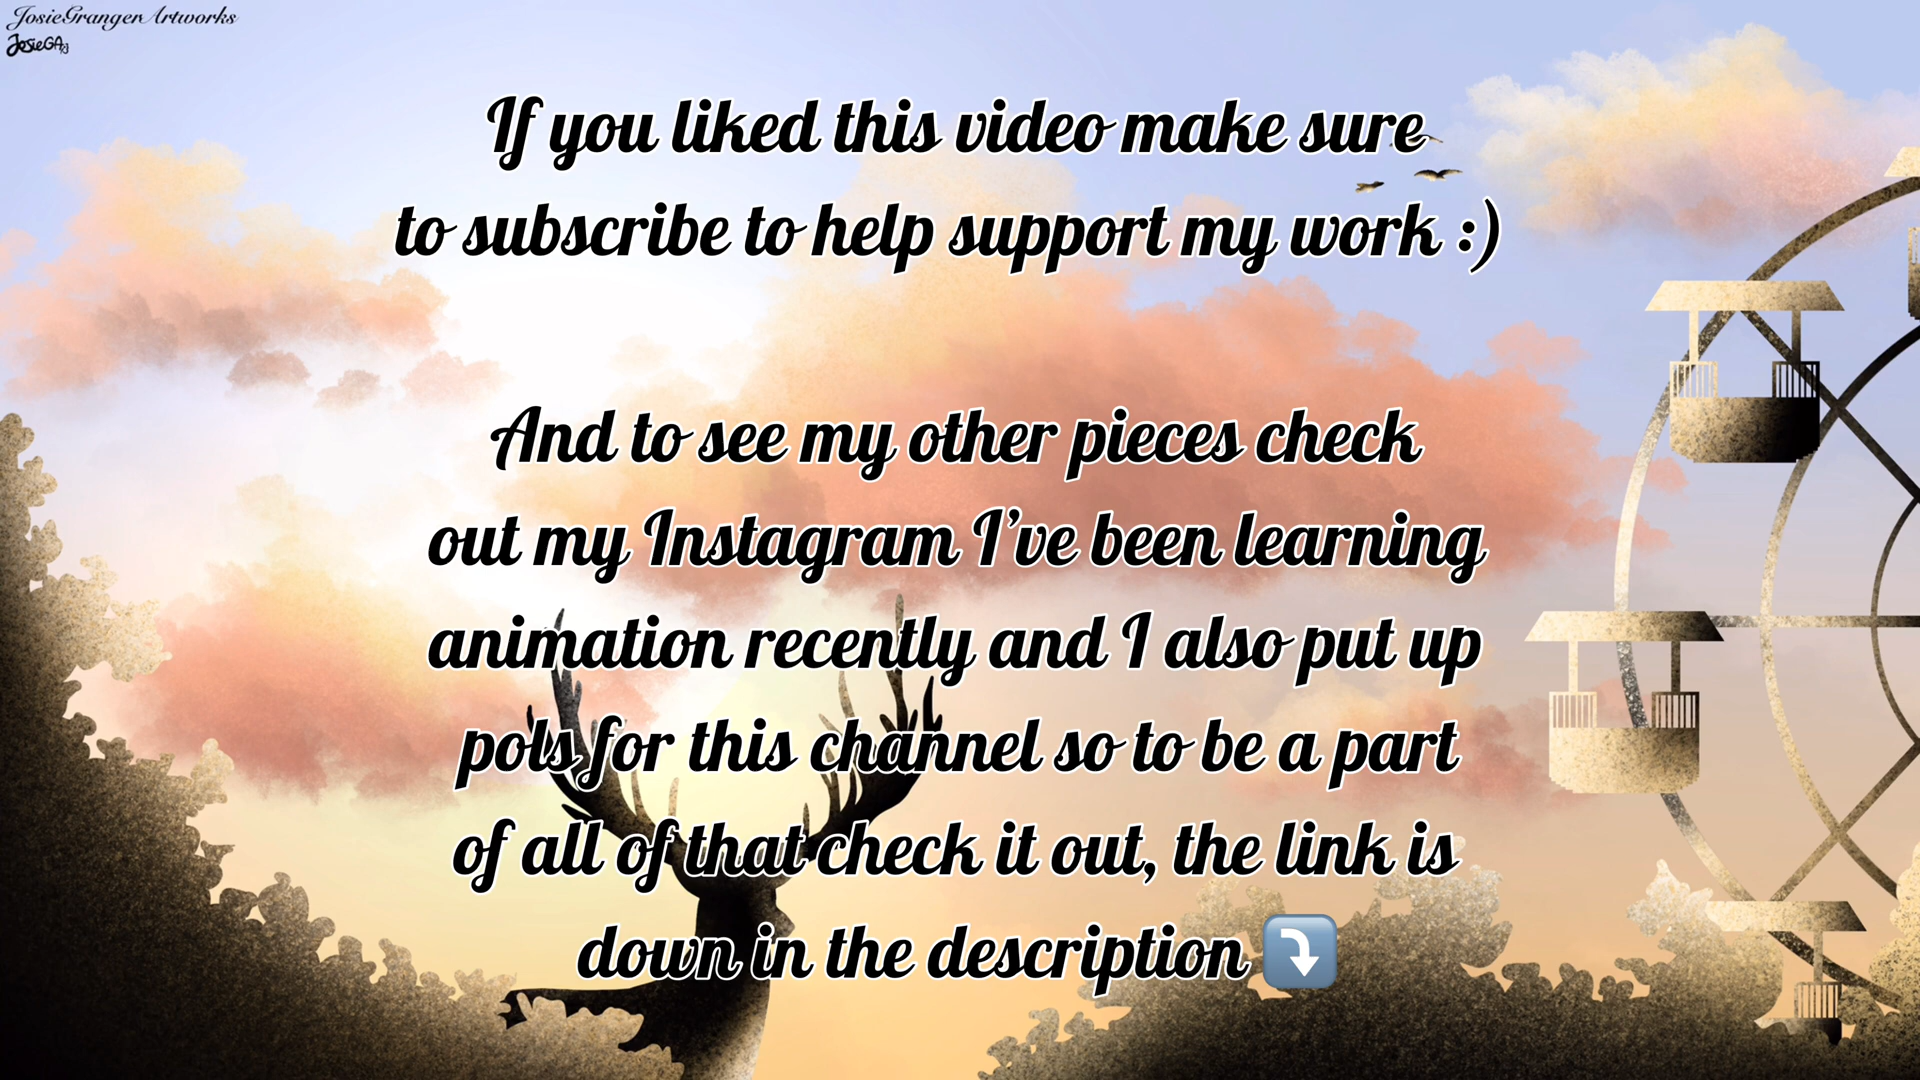 JosieGrangerArtworks
JosieGA
If you liked this video make sure
to subscribe to help support my work :)
And to see my other pieces check
out my Instagram I've been learning
animation recently and I also put up
pols for this channel so to be a part
of all of that check it out, the link is
down in the description ⤵️